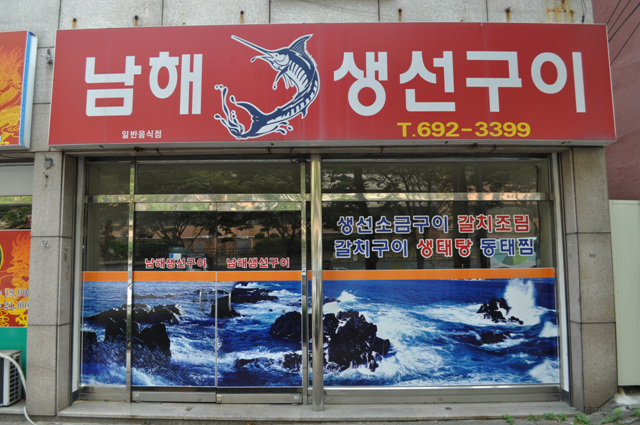 남해 생선구이
일반음식점
T.692-3399
생선소금구이 갈치조림
갈치구이 생태탕 동태찜
남해생선구이 남해생선구이